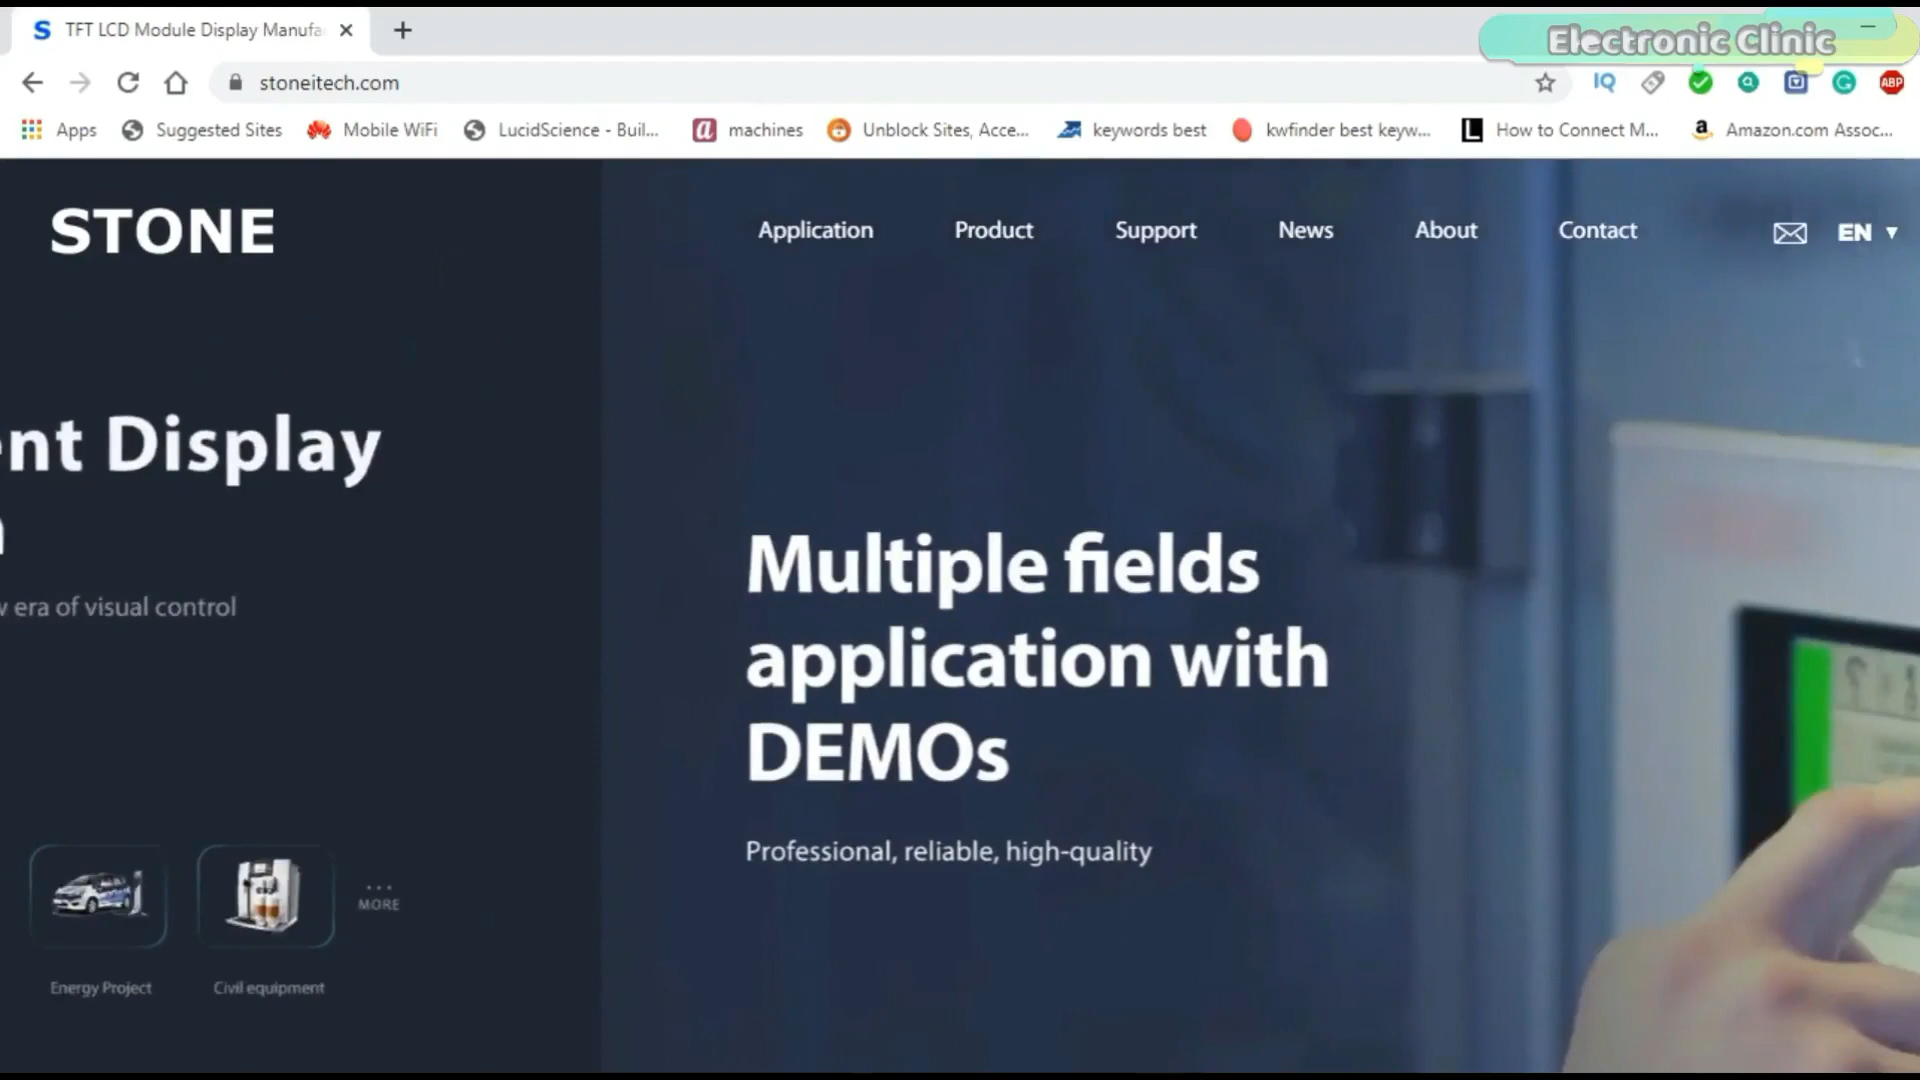 TFT LCD Module Display Manufa
Electronic Clinic
stoneitech.com
IQ
ABP
Apps
Suggested Sites
Mobile WiFi
LucidScience - Buil...
machines
Unblock Sites, Acce...
keywords best
kwfinder best keyw...
How to Connect M...
Amazon.com Assoc...
STONE
Application
Product
Support
News
About
Contact
EN
nt Display
era of visual control
Multiple fields
application with
DEMOs
Professional, reliable, high-quality
MORE
Energy Project
Civil equipment